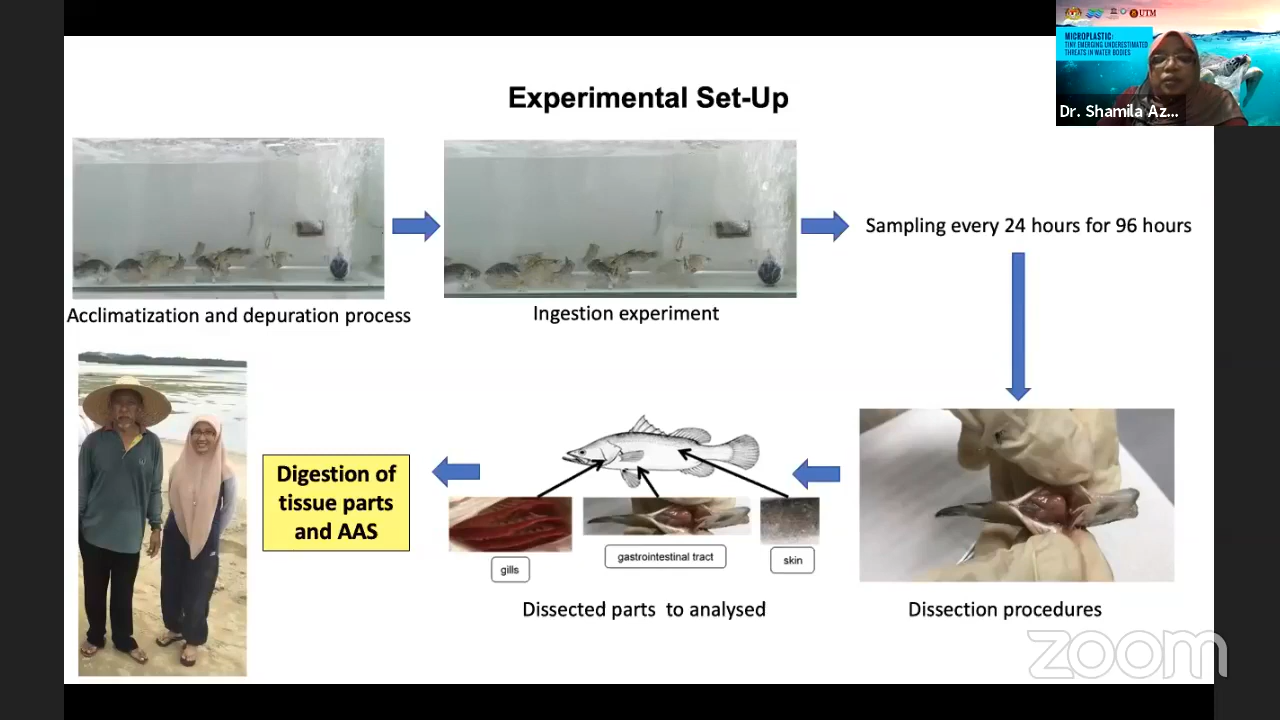 UTM
MICROPLASTIC:
TINY EMERGING UNDERESTIMATED
THREATS IN WATER BODIES
Dr. Shamila Az...
Experimental Set-Up
Sampling every 24 hours for 96 hours
Acclimatization and depuration process
Ingestion experiment
Digestion of
tissue parts
and AAS
gills
gastrointestinal tract
skin
Dissected parts to analysed
Dissection procedures
zoom